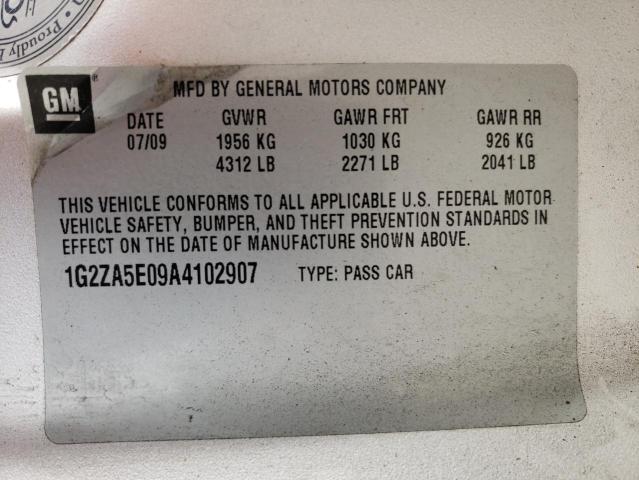 Proudly
GM
MFD BY GENERAL MOTORS COMPANY
DATE GVWR GAWR FRT GAWR RR
07/09 1956 KG 1030 KG 926 KG
4312 LB 2271 LB 2041 LB
THIS VEHICLE CONFORMS TO ALL APPLICABLE U.S. FEDERAL MOTOR
VEHICLE SAFETY, BUMPER, AND THEFT PREVENTION STANDARDS IN
EFFECT ON THE DATE OF MANUFACTURE SHOWN ABOVE.
1G2ZA5E09A4102907 TYPE: PASS CAR